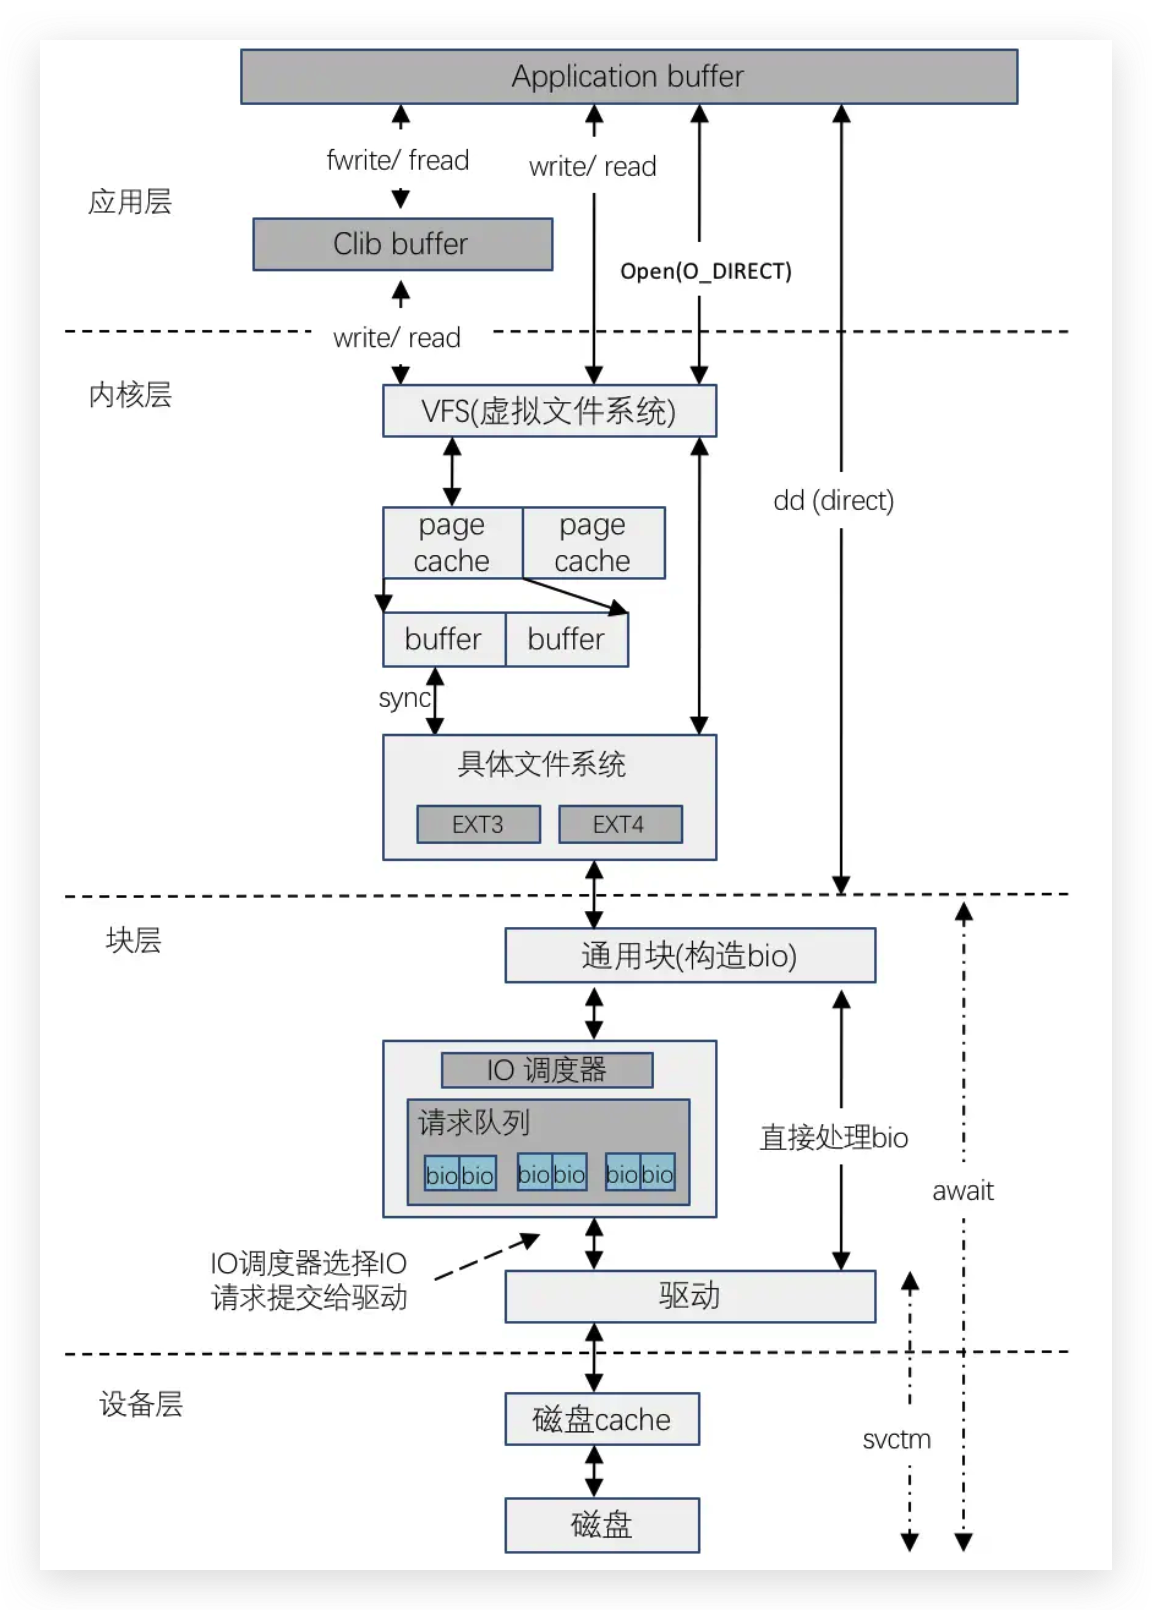 Application buffer
fwrite/ fread
write/ read
应用层
Clib buffer
Open(O_DIRECT)
write/ read
内核层
VFS(虚拟文件系统)
dd (direct)
page
cache
page
cache
buffer
buffer
sync
具体文件系统
EXT3
EXT4
块层
通用块(构造bio)
IO 调度器
请求队列
bio
bio
bio
bio
bio
bio
直接处理bio
await
IO调度器选择IO
请求提交给驱动
驱动
设备层
磁盘cache
svctm
磁盘